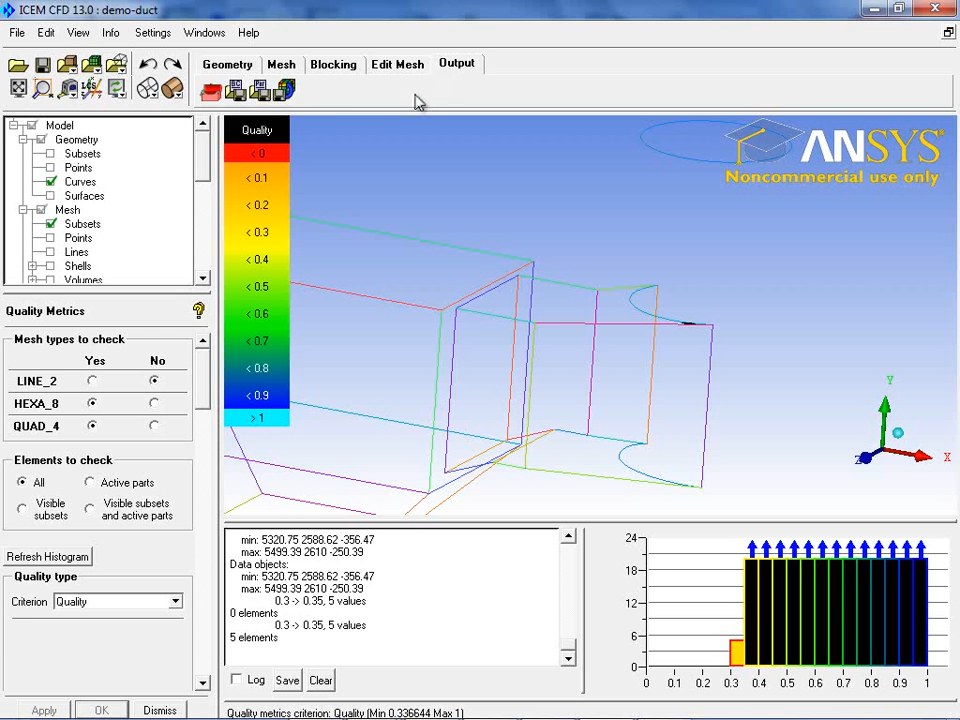 ICEM CFD 13.0 : demo-duct
File Edit View Info Settings Windows Help
Geometry Mesh Blocking Edit Mesh Output
Model
Geometry
Subsets
Points
Curves
Surfaces
Mesh
Subsets
Points
Lines
Shells
Volumes
Quality Metrics
Mesh types to check
Yes No
LINE_2
HEXA_8
QUAD_4
Elements to check
All Active parts
Visible subsets
Visible subsets and active parts
Refresh Histogram
Quality type
Criterion Quality
Apply OK Dismiss
Quality
< 0
< 0.1
< 0.2
< 0.3
< 0.4
< 0.5
< 0.6
< 0.7
< 0.8
< 0.9
> 1
ANSYS
Noncommercial use only
Y
X
Z
min: 5320.75 2588.62 -356.47
max: 5499.39 2610 -250.39
Data objects:
min: 5320.75 2588.62 -356.47
max: 5499.39 2610 -250.39
0.3 -> 0.35, 5 values
0 elements
0.3 -> 0.35, 5 values
5 elements
Log Save Clear
24
18
12
6
0
0 0.1 0.2 0.3 0.4 0.5 0.6 0.7 0.8 0.9 1
Quality metrics criterion: Quality (Min 0.336644 Max 1)